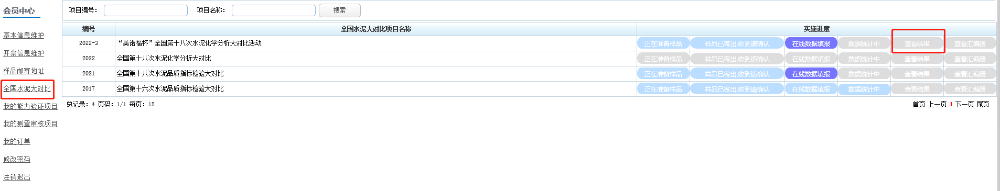 会员中心
基本信息维护
开票信息维护
样品邮寄地址
全国水泥大对比
我的能力验证项目
我的测量审核项目
我的订单
修改密码
注销退出
项目编号： 项目名称： 搜索
编号 全国水泥大对比项目名称 实施进度
2022-3 “美诺福杯”全国第十八次水泥化学分析大对比活动 正在准备样品 样品已寄出,收到请确认 在线数据填报 数据统计中 查看结果 查看汇编册
2022 全国第十八次水泥化学分析大对比 正在准备样品 样品已寄出,收到请确认 在线数据填报 数据统计中 查看结果 查看汇编册
2021 全国第十八次水泥品质指标检验大对比 正在准备样品 样品已寄出,收到请确认 在线数据填报 数据统计中 查看结果 查看汇编册
2017 全国第十六次水泥品质指标检验大对比 正在准备样品 样品已寄出,收到请确认 在线数据填报 数据统计中 查看结果 查看汇编册
总记录：4 页码：1/1 每页：15 首页 上一页 1 下一页 尾页